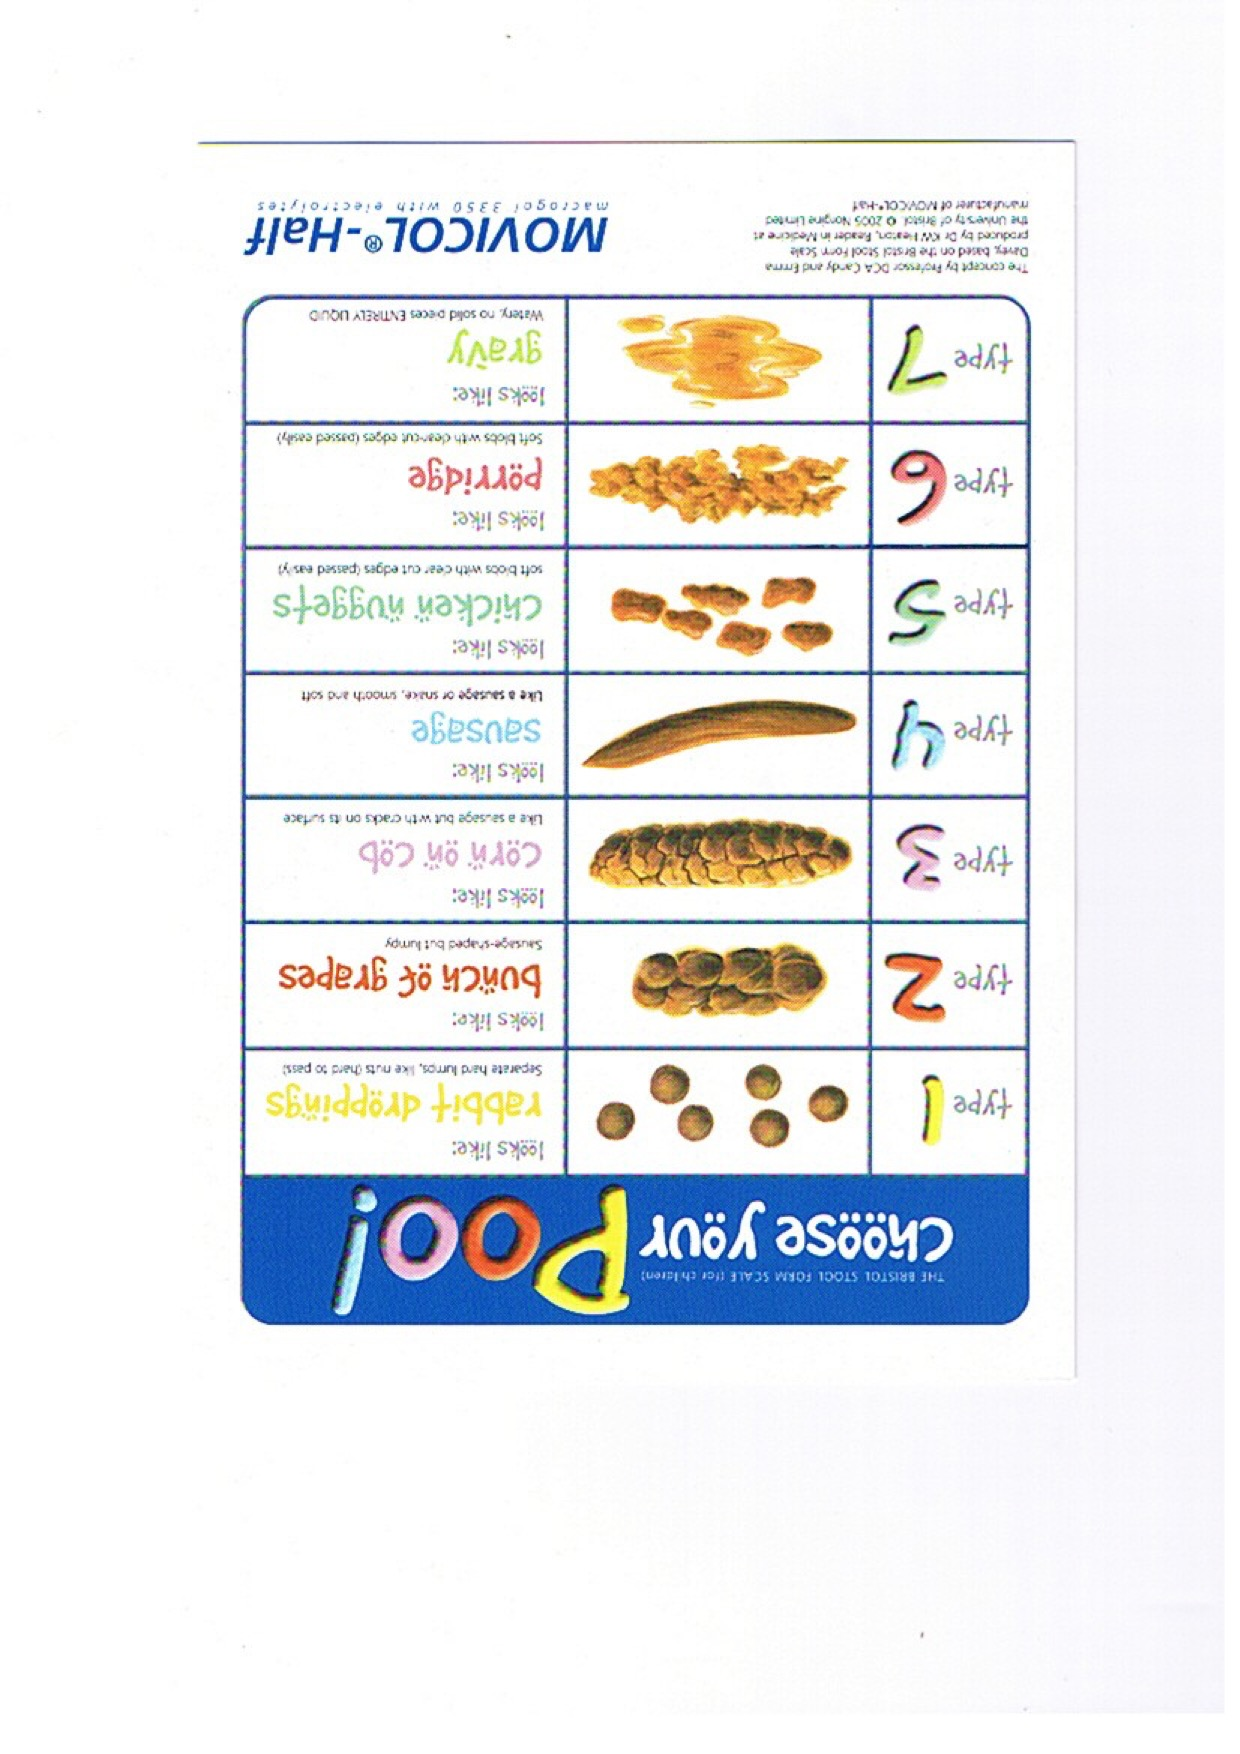 THE BRISTOL STOOL FORM SCALE (for children)
choose your
Poo!
type 1
looks like:
rabbit droppings
Separate hard lumps, like nuts (hard to pass)
type 2
looks like:
bunch of grapes
Sausage-shaped but lumpy
type 3
looks like:
corn on cob
Like a sausage but with cracks on its surface
type 4
looks like:
sausage
Like a sausage or snake, smooth and soft
type 5
looks like:
chicken nuggets
soft blobs with clear cut edges (passed easily)
type 6
looks like:
porridge
Soft blobs with clear-cut edges (passed easily)
type 7
looks like:
gravy
Watery, no solid pieces ENTIRELY LIQUID
The concept by Professor DCA Candy and Emma
Davey, based on the Bristol Stool Form Scale
produced by Dr KW Heaton, Reader in Medicine at
the University of Bristol. © 2005 Norgine Limited
manufacturer of MOVICOL®-Half
MOVICOL®-Half
macrogol 3350 with electrolytes